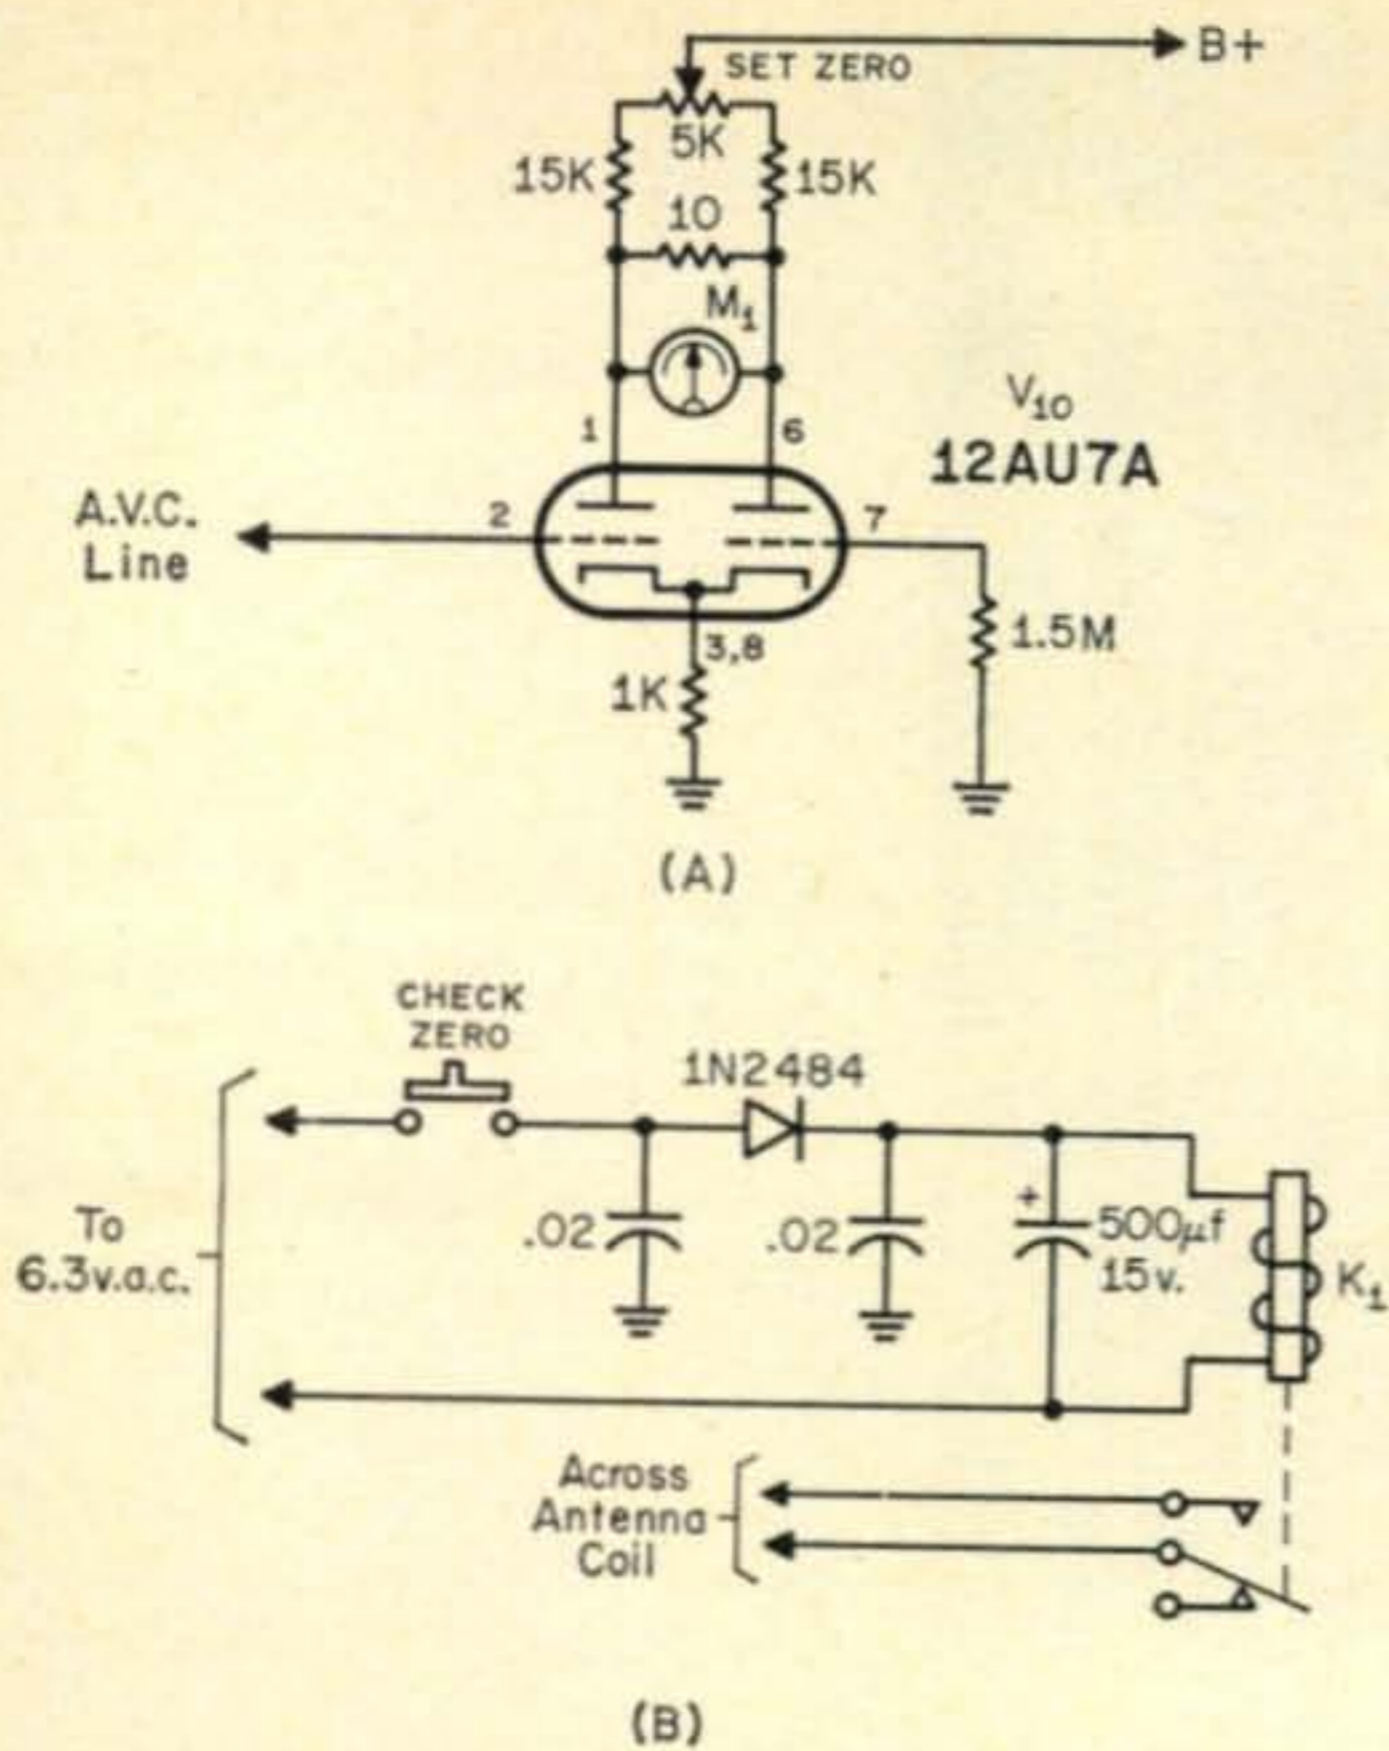 B+
SET ZERO
5K
15K
15K
10
M1
1
6
V10
12AU7A
A.V.C.
Line
2
7
3,8
1.5M
1K
(A)
CHECK
ZERO
1N2484
To
6.3v.a.c.
.02
.02
+
500μf
15v.
K1
Across
Antenna
Coil
(B)